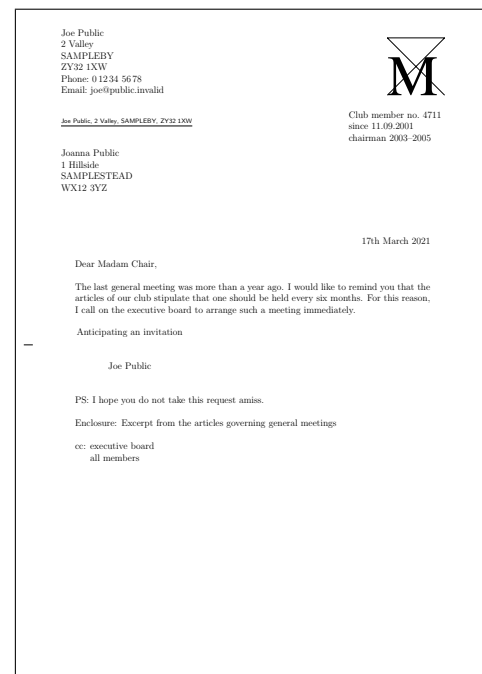 Joe Public
2 Valley
SAMPLEBY
ZY32 1XW
Phone: 0 12 34 56 78
Email: joe@public.invalid
M
Club member no. 4711
since 11.09.2001
chairman 2003–2005
Joe Public, 2 Valley, SAMPLEBY, ZY32 1XW
Joanna Public
1 Hillside
SAMPLESTEAD
WX12 3YZ
17th March 2021
Dear Madam Chair,
The last general meeting was more than a year ago. I would like to remind you that the
articles of our club stipulate that one should be held every six months. For this reason,
I call on the executive board to arrange such a meeting immediately.
Anticipating an invitation
Joe Public
PS: I hope you do not take this request amiss.
Enclosure: Excerpt from the articles governing general meetings
cc: executive board
all members